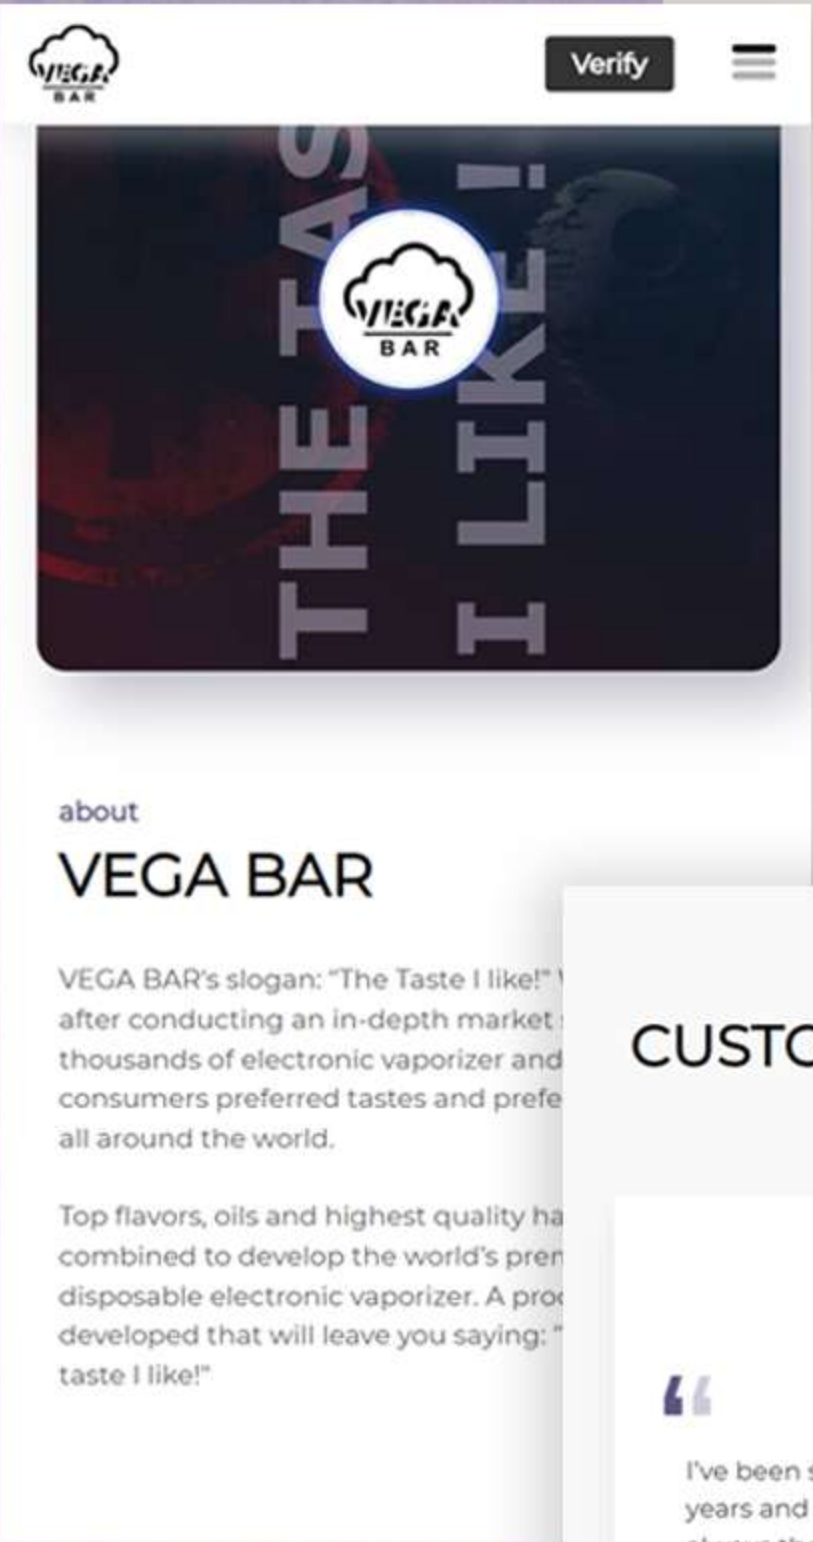 VEGA
BAR
Verify
THE TAS
I LIKE!
VEGA
BAR
about
VEGA BAR
VEGA BAR's slogan: "The Taste I like!"
after conducting an in-depth market
thousands of electronic vaporizer and
consumers preferred tastes and prefe
all around the world.
Top flavors, oils and highest quality ha
combined to develop the world's prem
disposable electronic vaporizer. A prod
developed that will leave you saying: "
taste I like!"
CUSTO
I've been
years and